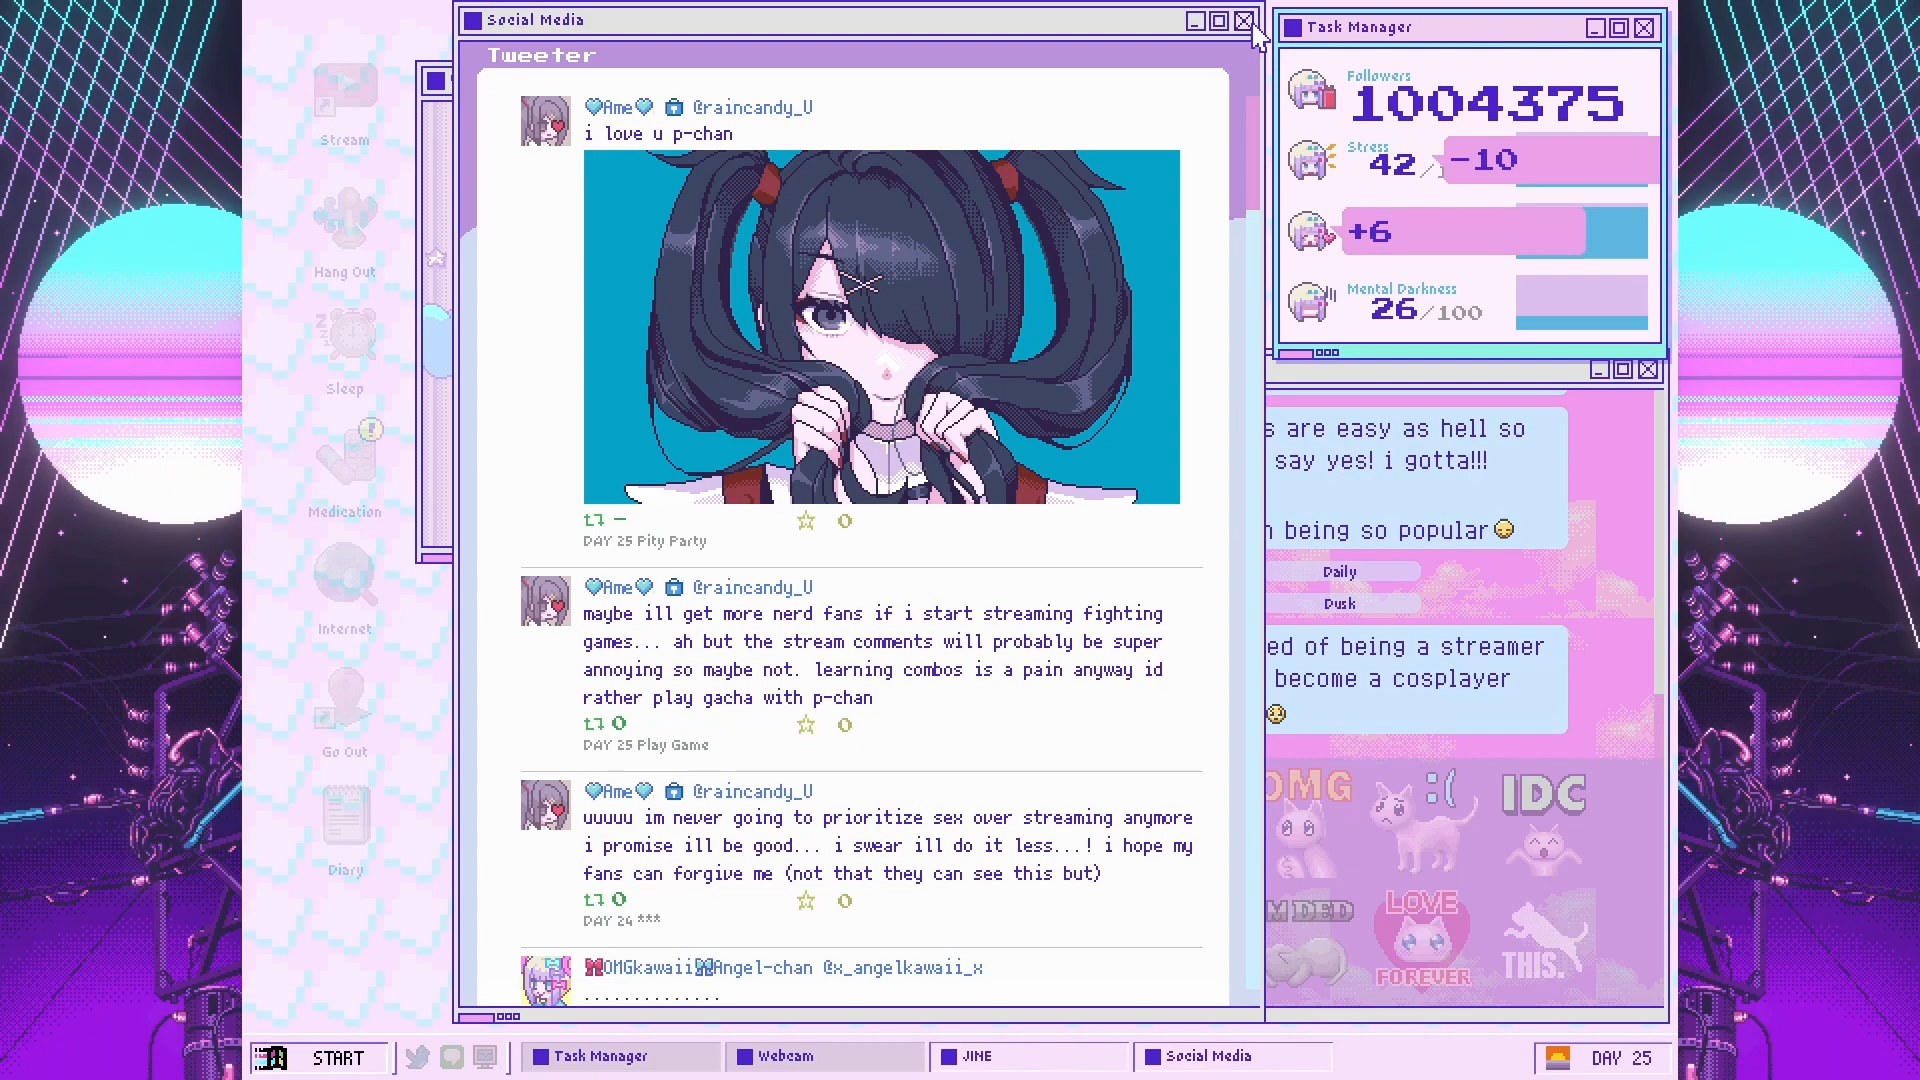 Stream
Hang Out
Sleep
Medication
Internet
Go Out
Diary
Social Media
Tweeter
Ame @raincandy_U
i love u p-chan
DAY 25 Pity Party
Ame @raincandy_U
maybe ill get more nerd fans if i start streaming fighting
games... ah but the stream comments will probably be super
annoying so maybe not. learning combos is a pain anyway id
rather play gacha with p-chan
0 0
DAY 25 Play Game
Ame @raincandy_U
uuuuu im never going to prioritize sex over streaming anymore
i promise ill be good... i swear ill do it less...! i hope my
fans can forgive me (not that they can see this but)
0 0
DAY 24 ***
OMGkawaii Angel-chan @x_angelkawaii_x
..............
Task Manager
Followers
1004375
Stress
42/ -10
+6
Mental Darkness
26/100
s are easy as hell so
say yes! i gotta!!!
being so popular
Daily
Dusk
ed of being a streamer
become a cosplayer
OMG
:(
IDC
M DED
LOVE
FOREVER
THIS.
START
Task Manager
Webcam
JINE
Social Media
DAY 25